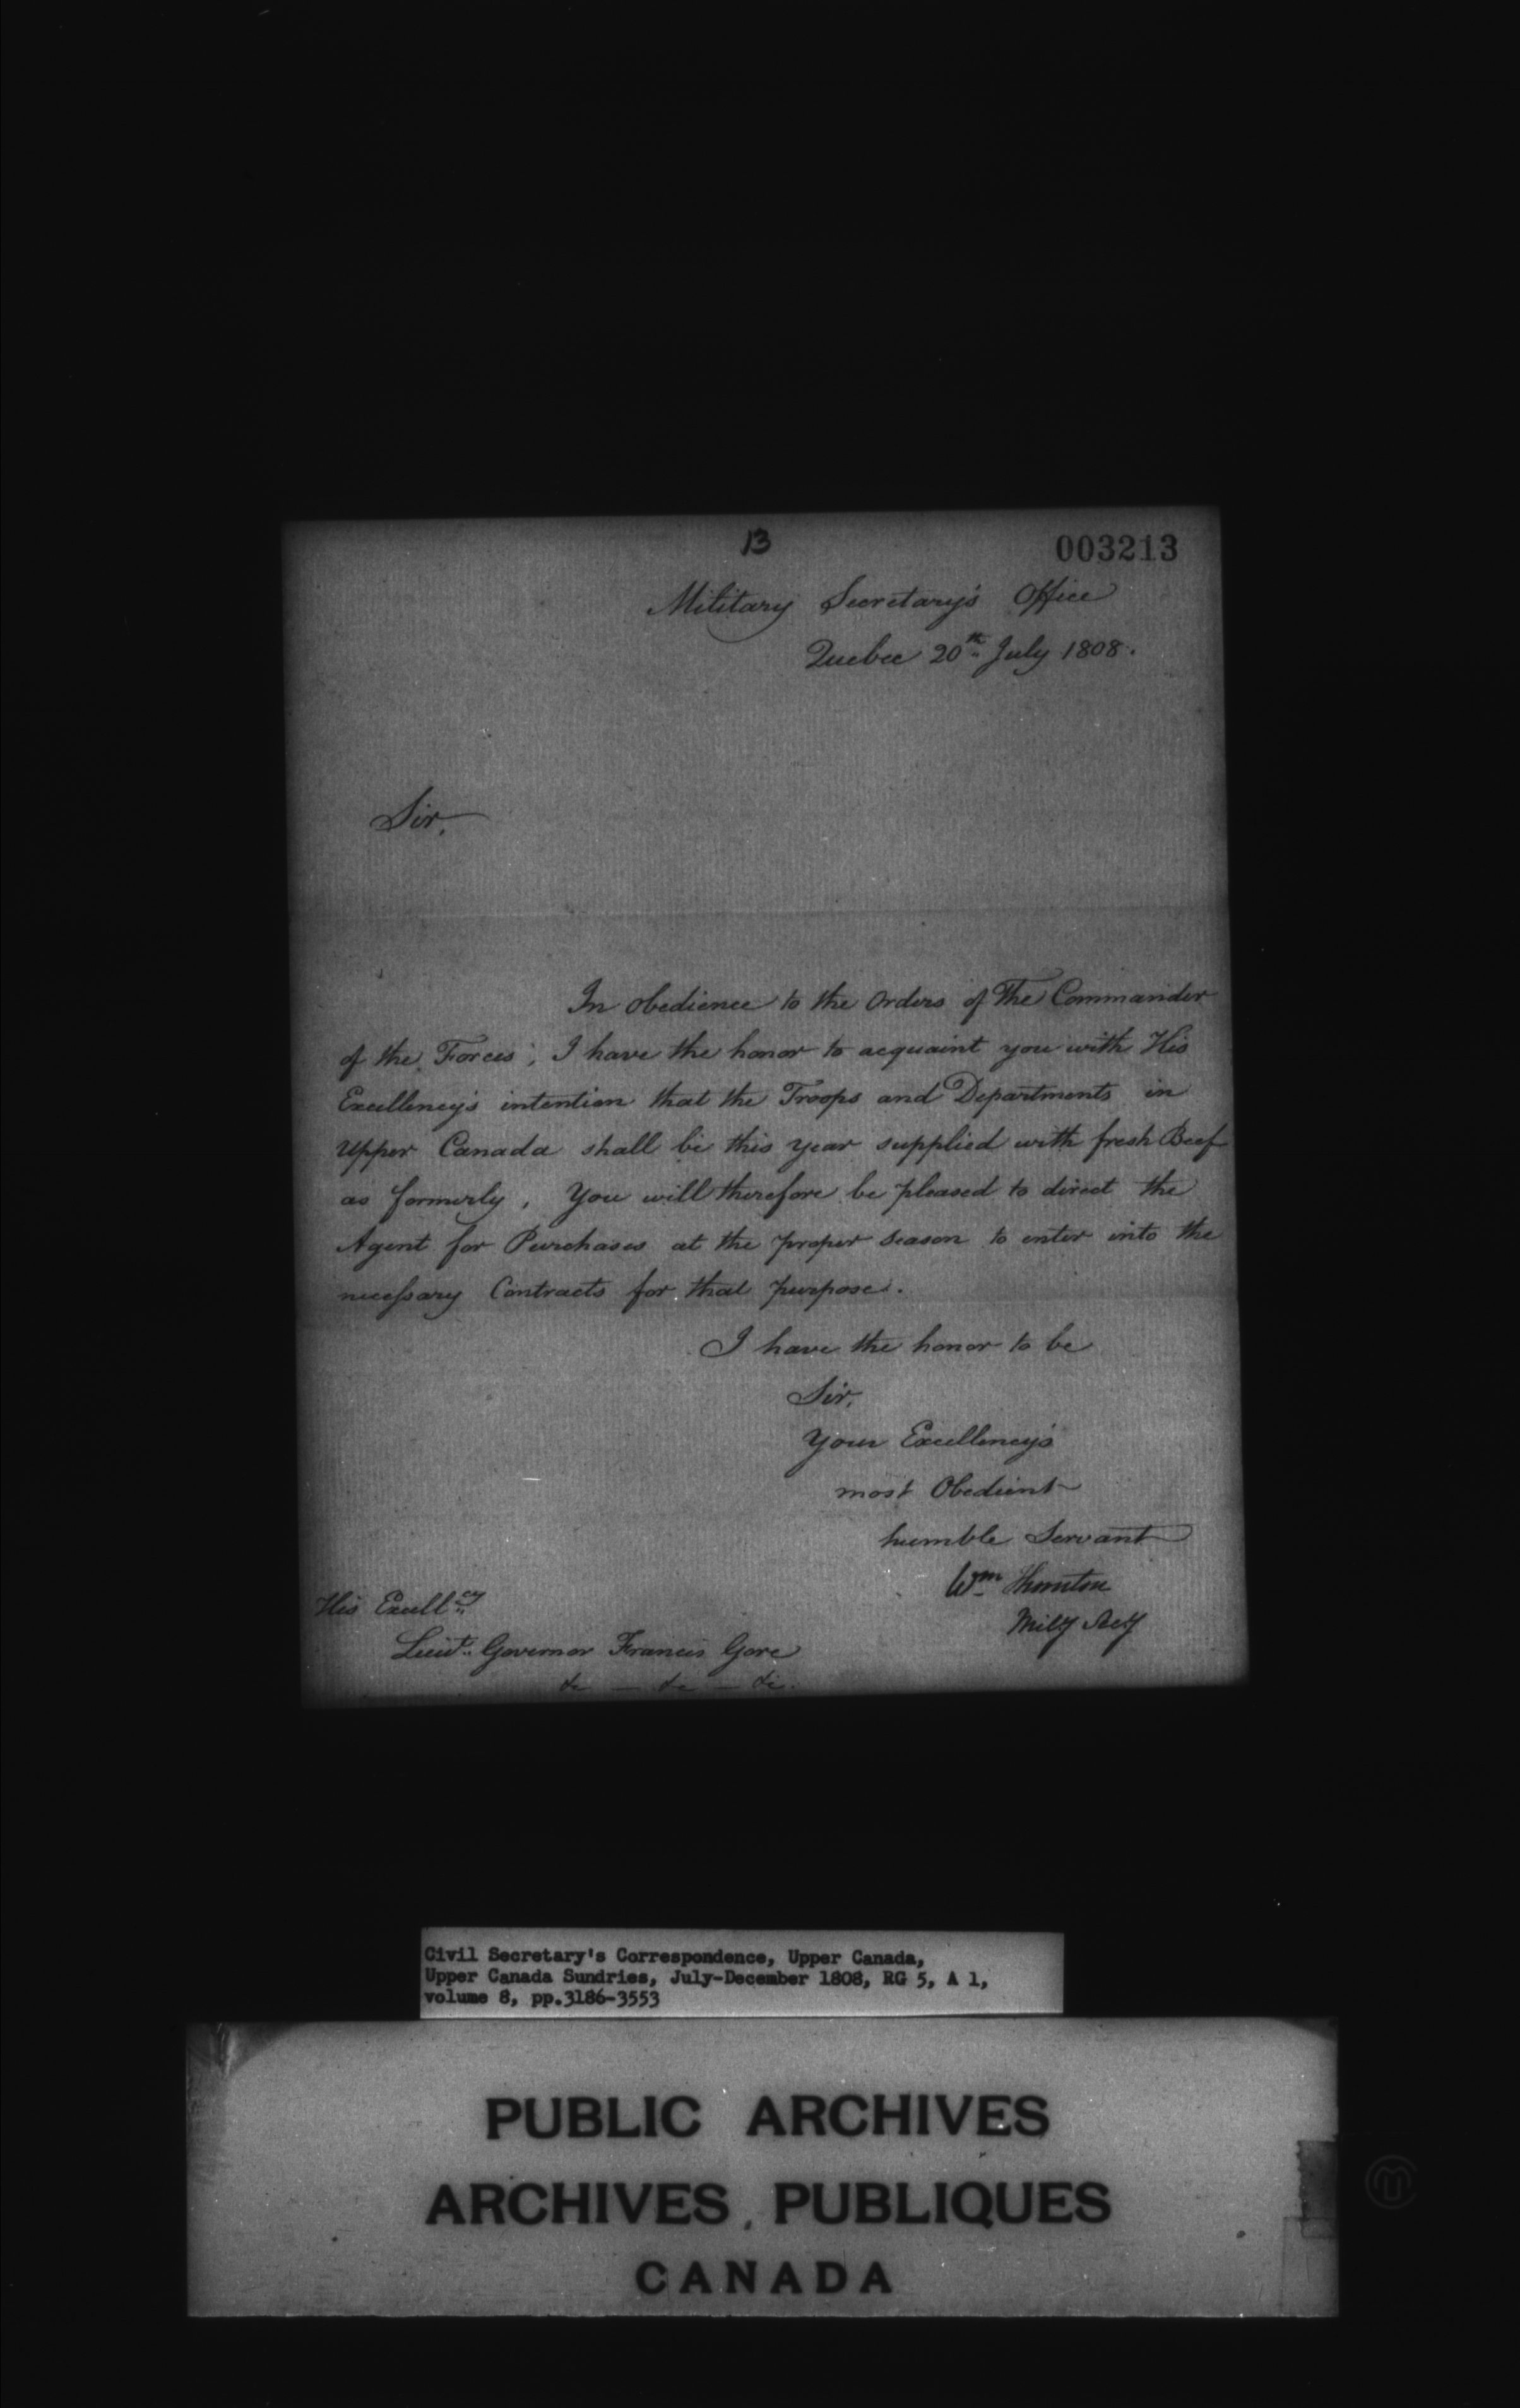 13
003213
Military Secretary's Office
Quebec 20th July 1808.
Sir,
In obedience to the Orders of The Commander
of the Forces, I have the honor to acquaint you with His
Excellency's intention that the Troops and Departments in
Upper Canada shall be this year supplied with fresh Beef
as formerly, You will therefore be pleased to direct the
Agent for Purchases at the proper Season to enter into the
necessary Contracts for that purpose.
I have the honor to be
Sir,
Your Excellency's
most Obedient
humble Servant
Wm Thornton
Mily Secy
His Excellcy
Lieut. Governor Francis Gore
&c — &c — &c.
Civil Secretary's Correspondence, Upper Canada,
Upper Canada Sundries, July-December 1808, RG 5, A 1,
volume 8, pp.3186-3553
PUBLIC ARCHIVES
ARCHIVES PUBLIQUES
CANADA